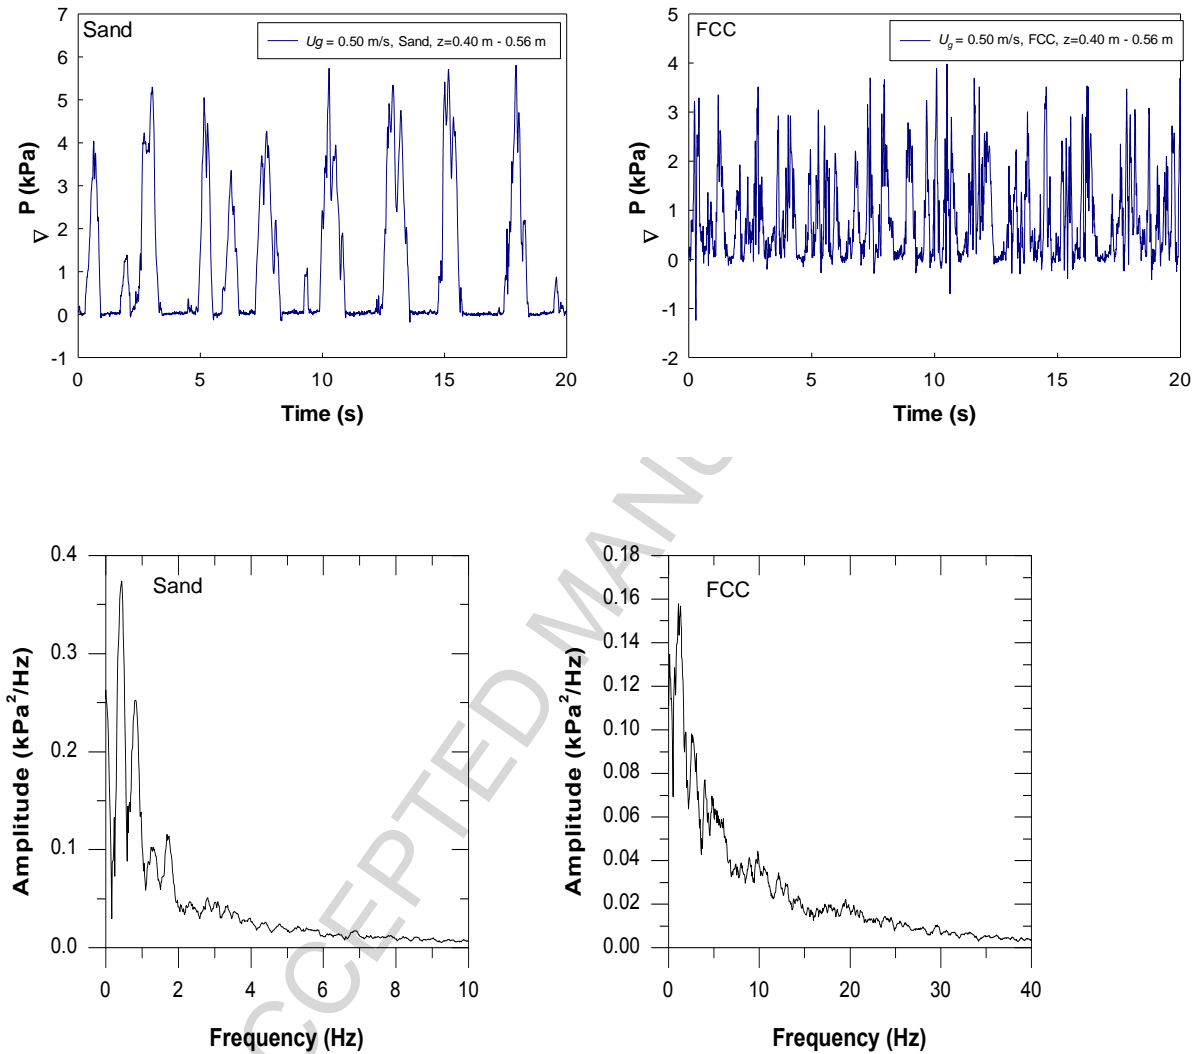 Sand
Ug = 0.50 m/s, Sand, z=0.40 m - 0.56 m
7
6
5
4
3
2
1
0
-1
∇ P (kPa)
0 5 10 15 20
Time (s)
FCC
Ug = 0.50 m/s, FCC, z=0.40 m - 0.56 m
5
4
3
2
1
0
-1
-2
∇ P (kPa)
0 5 10 15 20
Time (s)
CCEPTED MANU
Sand
0.4
0.3
0.2
0.1
0.0
Amplitude (kPa²/Hz)
0 2 4 6 8 10
Frequency (Hz)
FCC
0.18
0.16
0.14
0.12
0.10
0.08
0.06
0.04
0.02
0.00
Amplitude (kPa²/Hz)
0 5 10 20 30 40
Frequency (Hz)